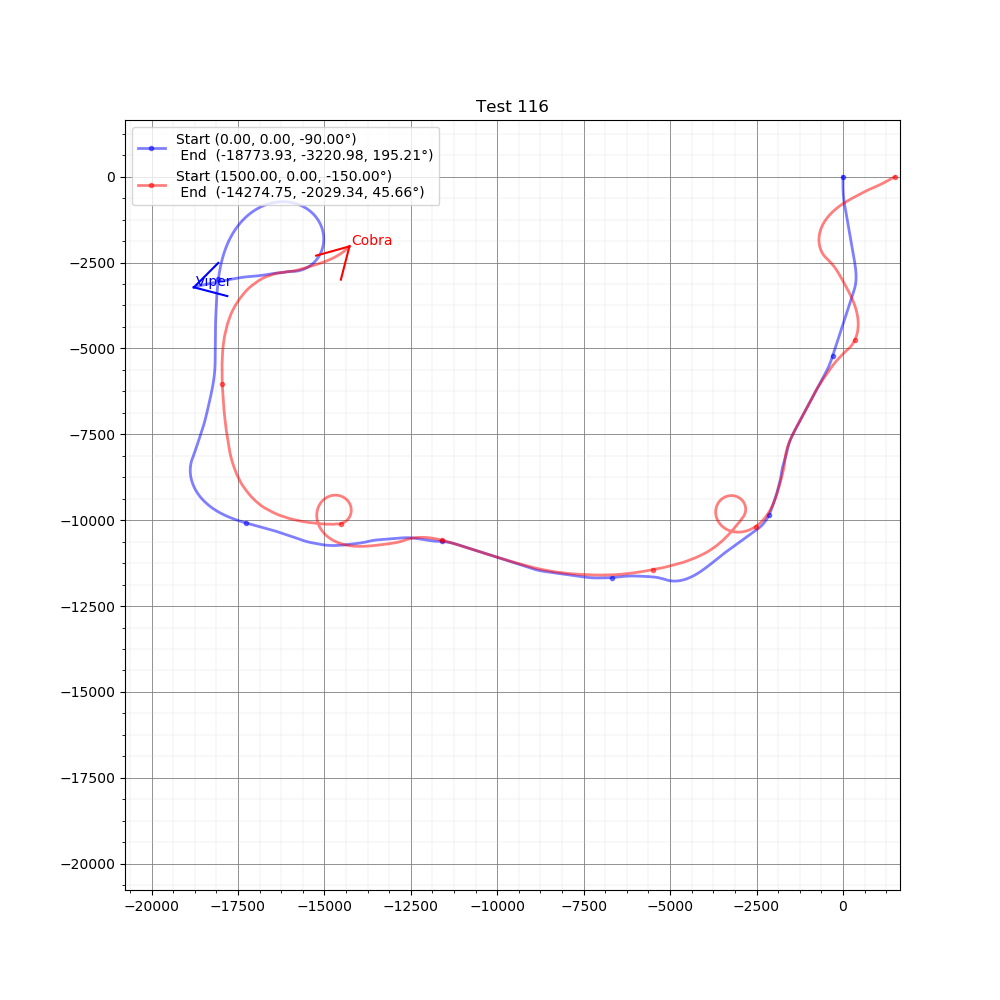 Test 116
Start (0.00, 0.00, -90.00°)
End (-18773.93, -3220.98, 195.21°)
Start (1500.00, 0.00, -150.00°)
End (-14274.75, -2029.34, 45.66°)
Cobra
Viper
0
−2500
−5000
−7500
−10000
−12500
−15000
−17500
−20000
−20000 −17500 −15000 −12500 −10000 −7500 −5000 −2500 0